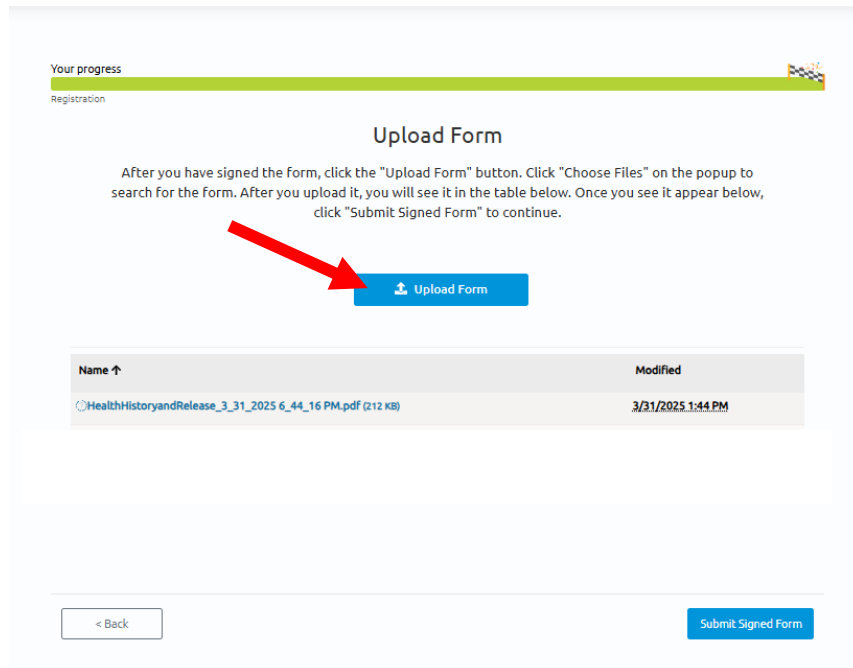 Your progress
Registration
Upload Form
After you have signed the form, click the "Upload Form" button. Click "Choose Files" on the popup to
search for the form. After you upload it, you will see it in the table below. Once you see it appear below,
click "Submit Signed Form" to continue.
Upload Form
Name ↑ Modified
HealthHistoryandRelease_3_31_2025 6_44_16 PM.pdf (212 KB) 3/31/2025 1:44 PM
< Back Submit Signed Form